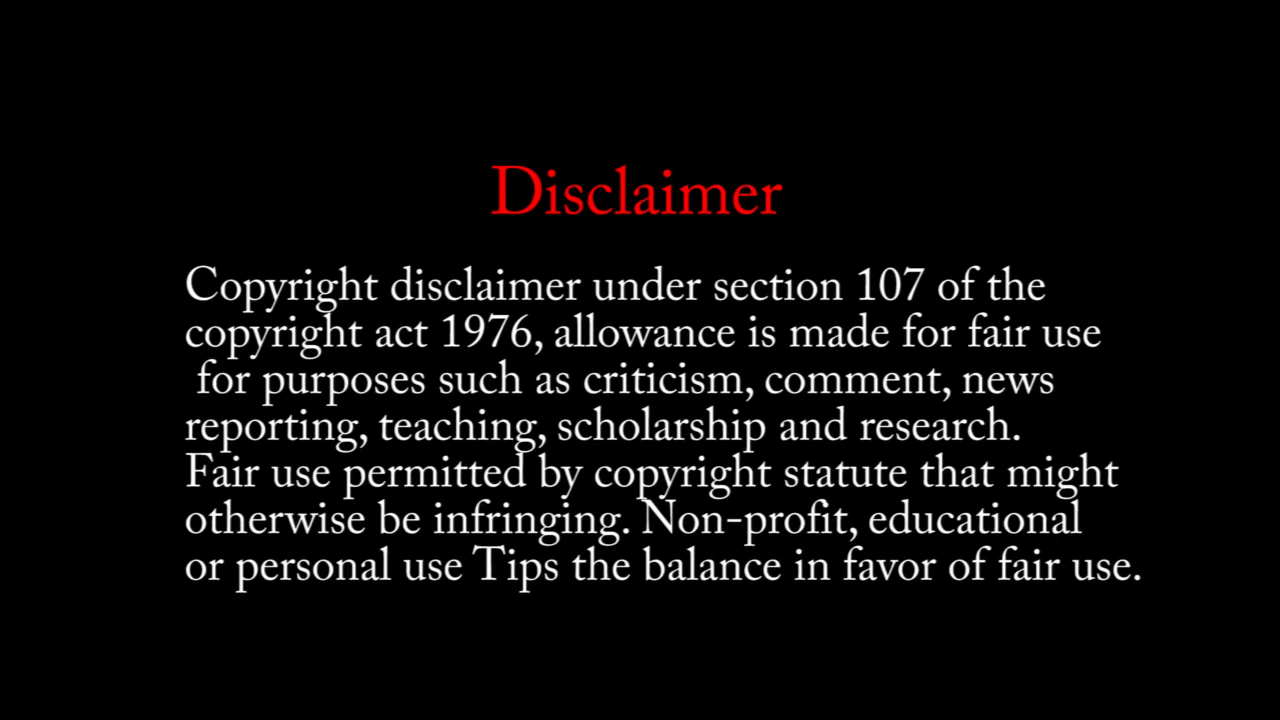 Disclaimer
Copyright disclaimer under section 107 of the
copyright act 1976, allowance is made for fair use
for purposes such as criticism, comment, news
reporting, teaching, scholarship and research.
Fair use permitted by copyright statute that might
otherwise be infringing. Non-profit, educational
or personal use Tips the balance in favor of fair use.